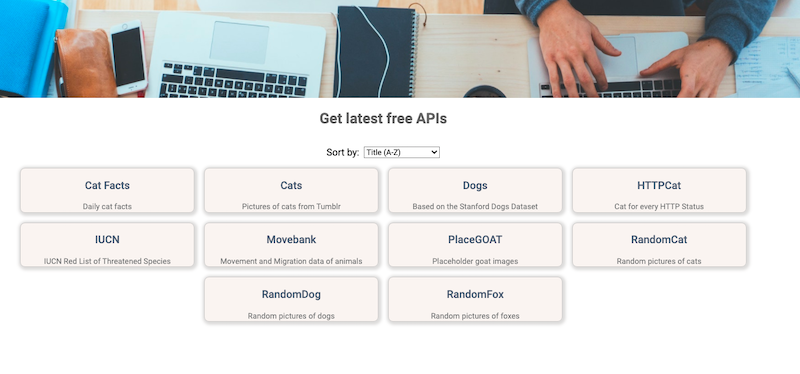 Get latest free APIs
Sort by: Title (A-Z)
Cat Facts
Daily cat facts
Cats
Pictures of cats from Tumblr
Dogs
Based on the Stanford Dogs Dataset
HTTPCat
Cat for every HTTP Status
IUCN
IUCN Red List of Threatened Species
Movebank
Movement and Migration data of animals
PlaceGOAT
Placeholder goat images
RandomCat
Random pictures of cats
RandomDog
Random pictures of dogs
RandomFox
Random pictures of foxes